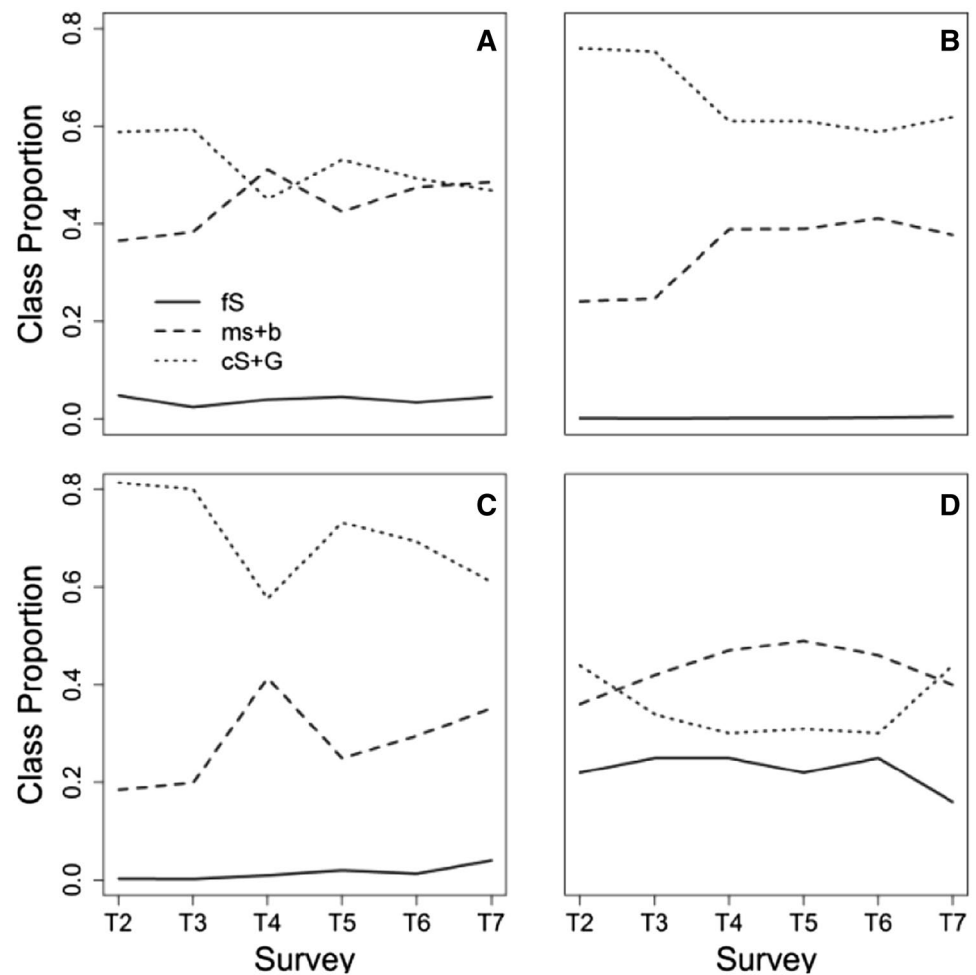 A
B
Class Proportion
0.8
0.6
0.4
0.2
0.0
fS
ms+b
cS+G
C
D
Class Proportion
0.8
0.6
0.4
0.2
0.0
T2 T3 T4 T5 T6 T7
T2 T3 T4 T5 T6 T7
Survey
Survey